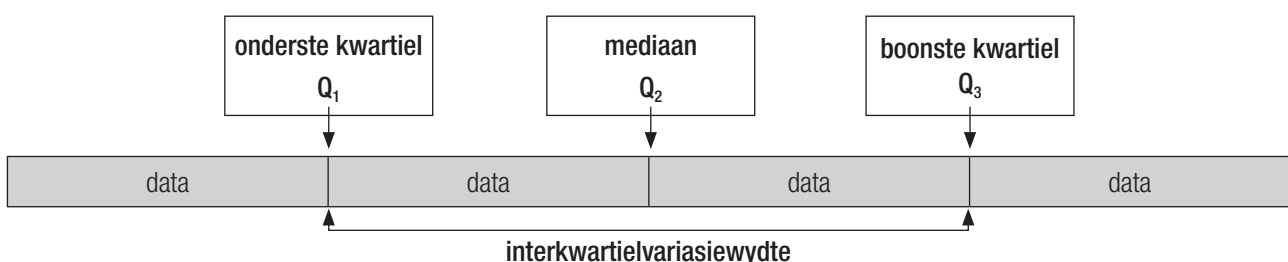 onderste kwartiel
Q₁
mediaan
Q₂
boonste kwartiel
Q₃
data data data data
interkwartielvariasiewydte